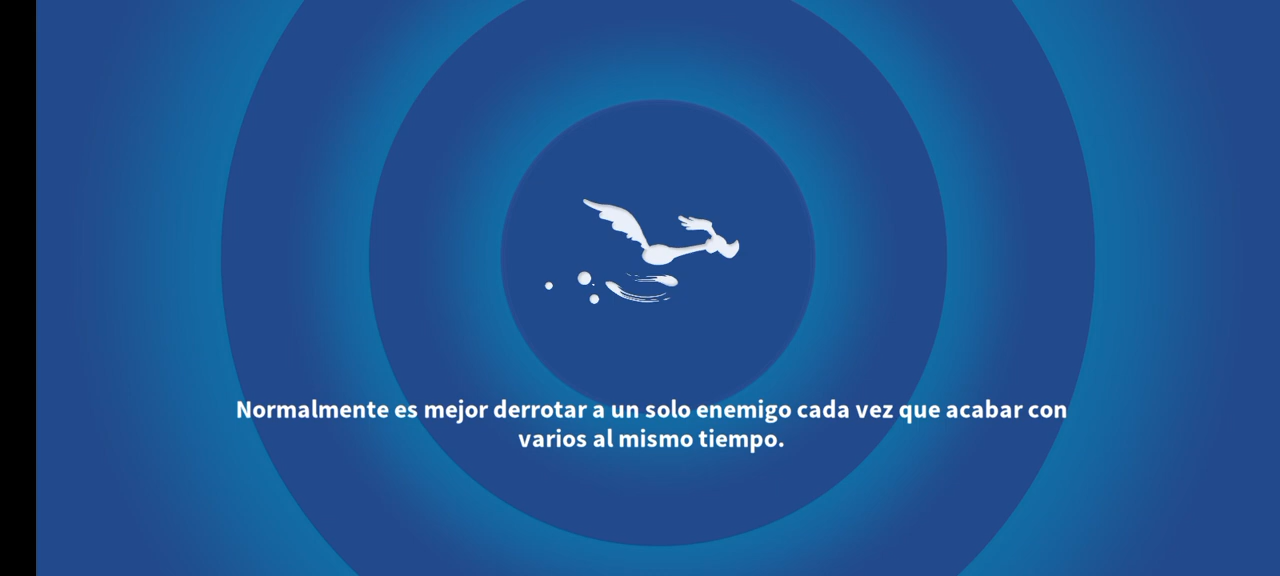 Normalmente es mejor derrotar a un solo enemigo cada vez que acabar con
varios al mismo tiempo.